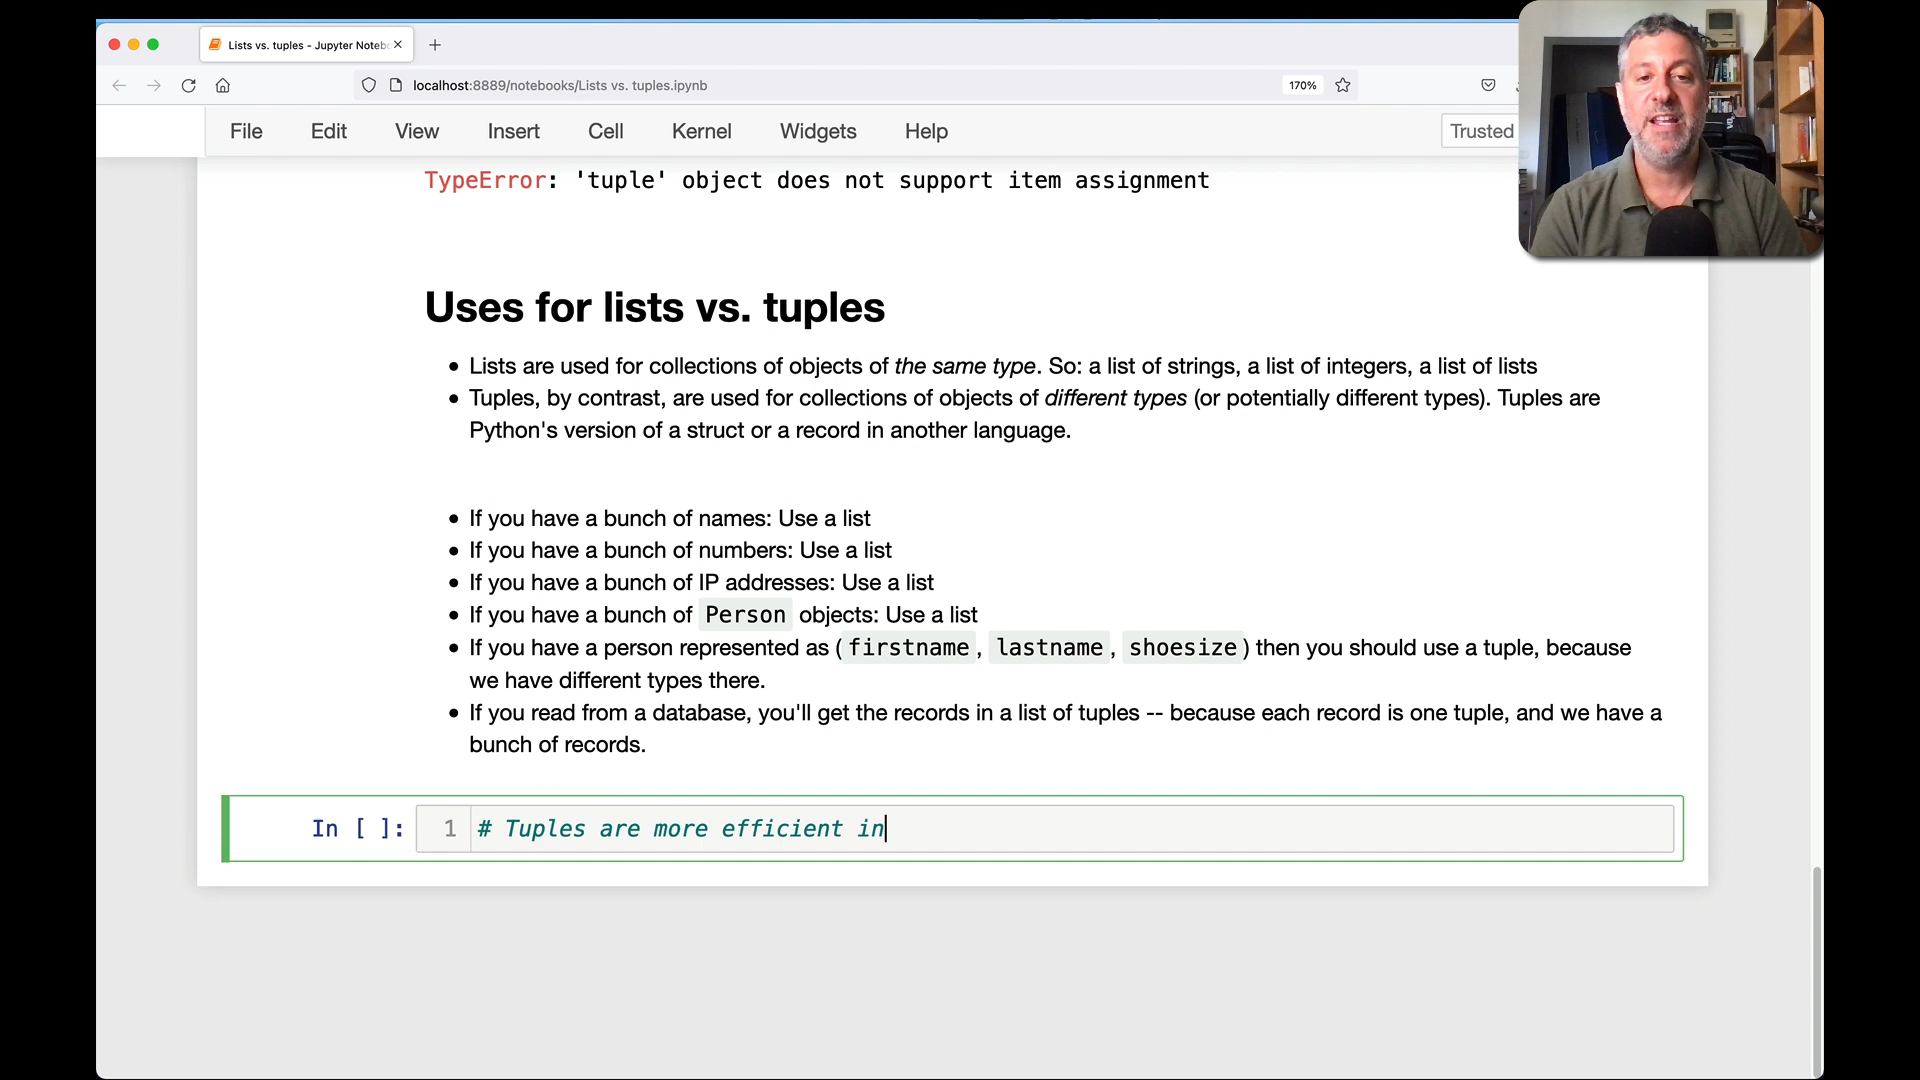 Lists vs. tuples - Jupyter Noteb
localhost:8889/notebooks/Lists vs. tuples.ipynb
170%
File Edit View Insert Cell Kernel Widgets Help
Trusted
TypeError: 'tuple' object does not support item assignment
Uses for lists vs. tuples
• Lists are used for collections of objects of the same type. So: a list of strings, a list of integers, a list of lists
• Tuples, by contrast, are used for collections of objects of different types (or potentially different types). Tuples are
Python's version of a struct or a record in another language.
• If you have a bunch of names: Use a list
• If you have a bunch of numbers: Use a list
• If you have a bunch of IP addresses: Use a list
• If you have a bunch of Person objects: Use a list
• If you have a person represented as ( firstname , lastname , shoesize ) then you should use a tuple, because
we have different types there.
• If you read from a database, you'll get the records in a list of tuples -- because each record is one tuple, and we have a
bunch of records.
In [ ]: 1 # Tuples are more efficient in